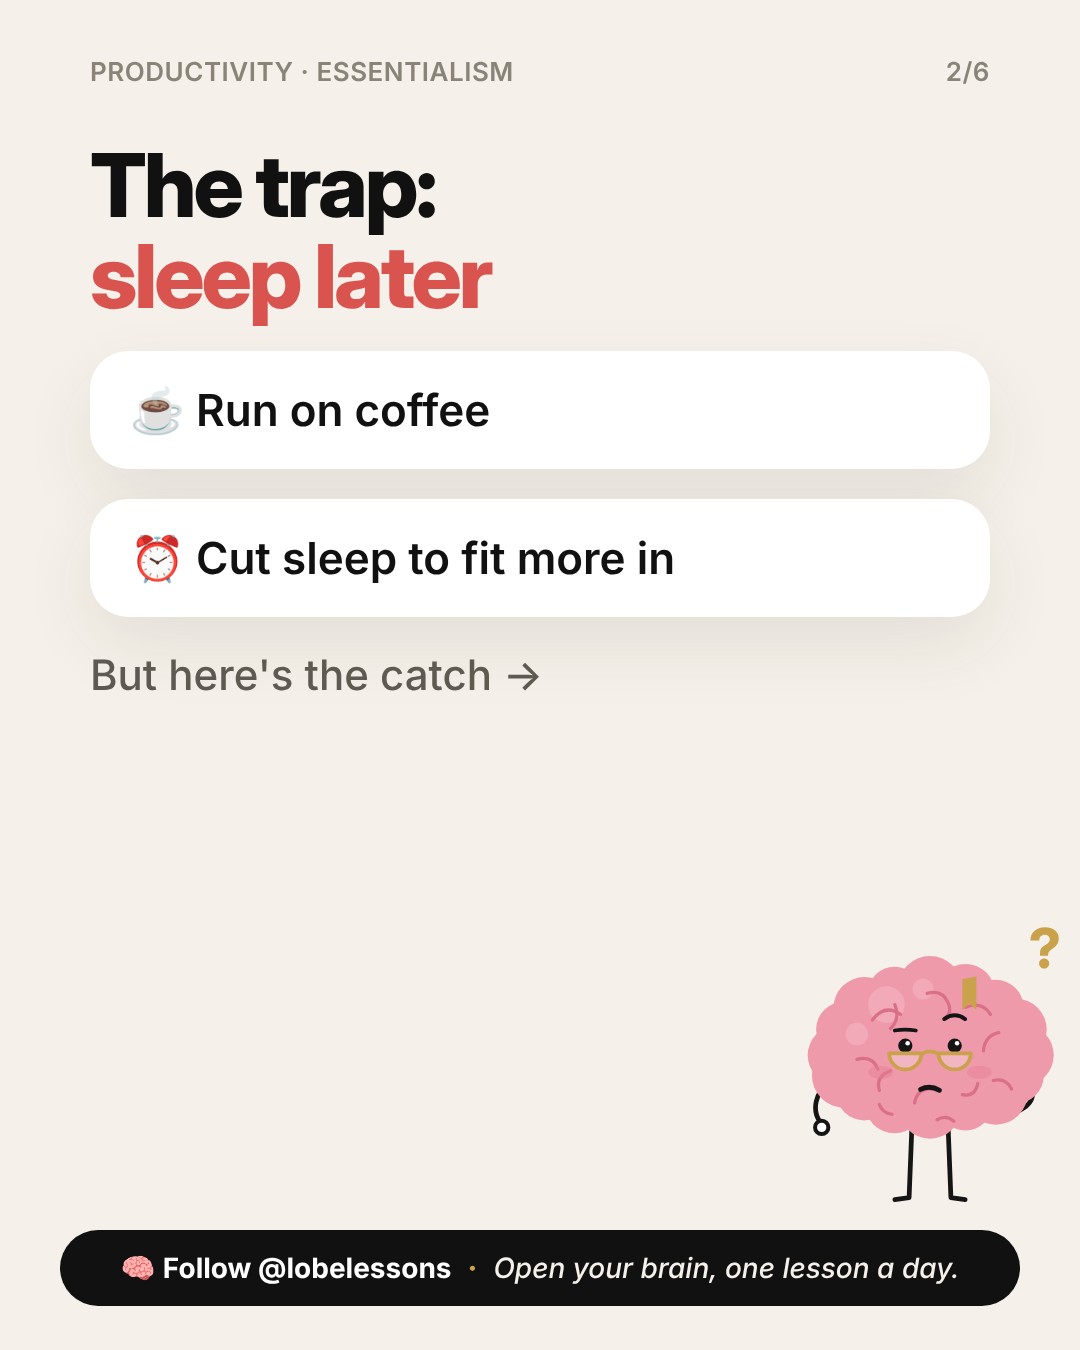 PRODUCTIVITY · ESSENTIALISM 2/6
The trap:
sleep later
☕ Run on coffee
⏰ Cut sleep to fit more in
But here's the catch →
?
🧠 Follow @lobelessons · Open your brain, one lesson a day.